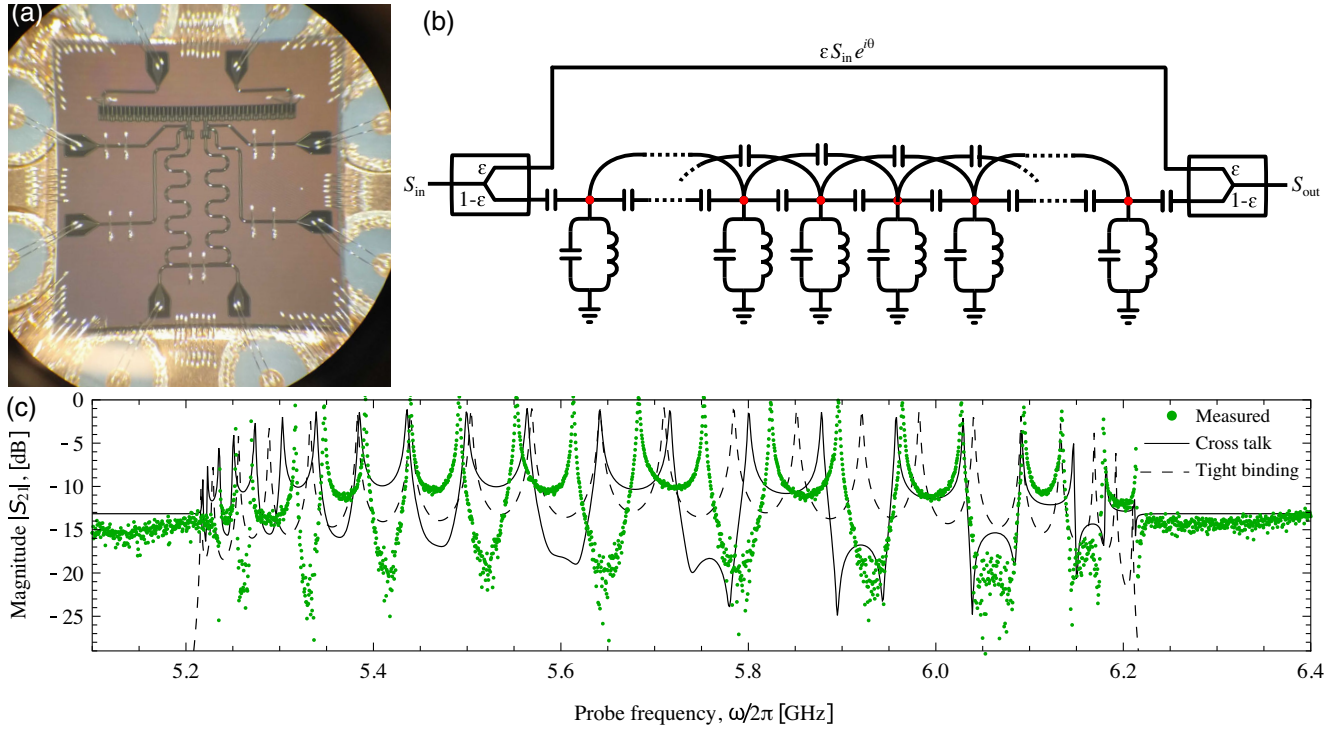 (a)
(b)
εS_in e^{iθ}
S_in
ε
1-ε
ε
1-ε
S_out
(c)
0
-5
-10
-15
-20
-25
Magnitude |S_21|, [dB]
Measured
Cross talk
Tight binding
5.2
5.4
5.6
5.8
6.0
6.2
6.4
Probe frequency, ω/2π [GHz]